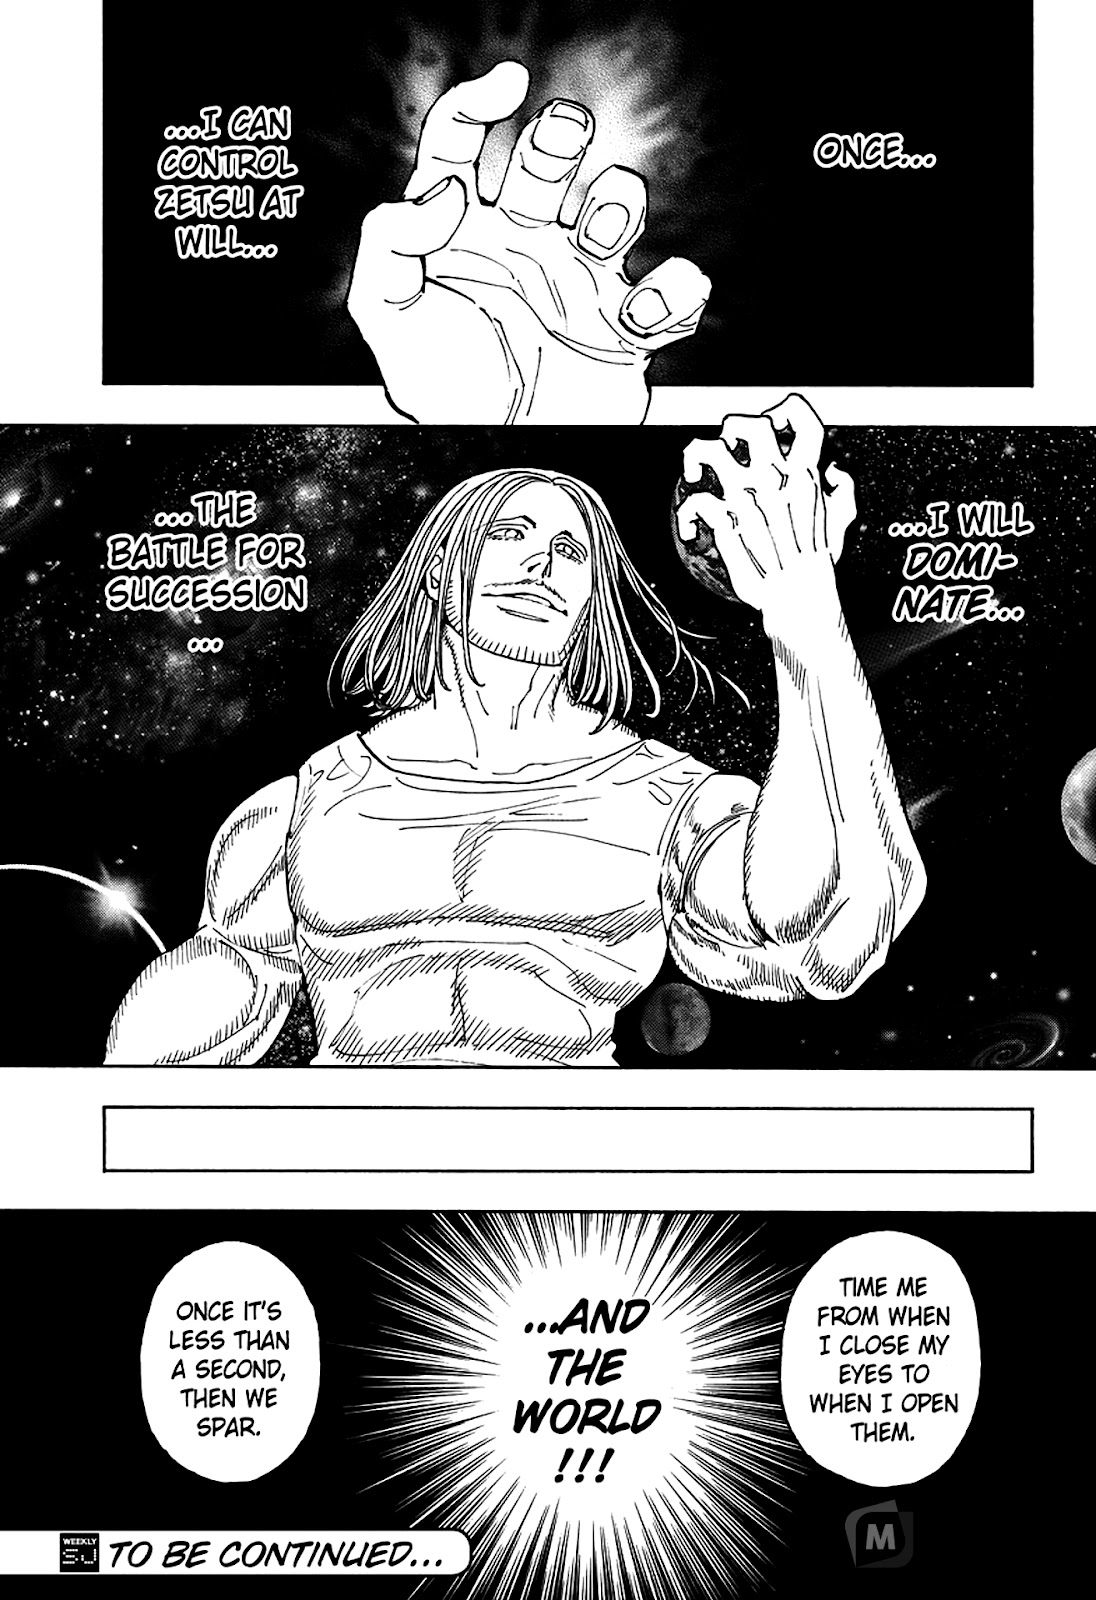 ONCE...
...I CAN
CONTROL
ZETSU AT
WILL...
...I WILL
DOMI-
NATE...
...THE
BATTLE FOR
SUCCESSION
...
TIME ME
FROM WHEN
I CLOSE MY
EYES TO
WHEN I OPEN
THEM.
...AND
THE
WORLD
!!!
ONCE IT'S
LESS THAN
A SECOND,
THEN WE
SPAR.
WEEKLY
SJ
TO BE CONTINUED...
M